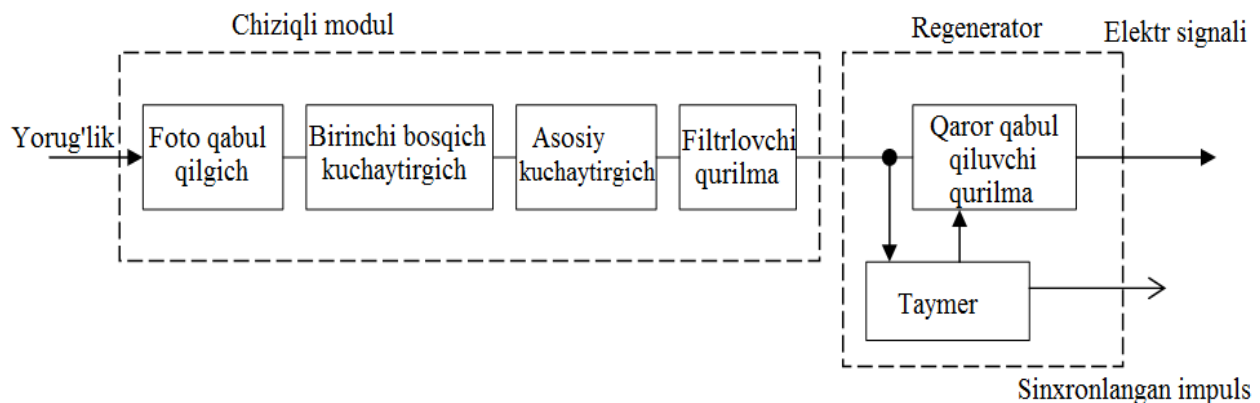 Chiziqli modul
Regenerator
Elektr signali
Yorug'lik
Foto qabul
qilgich
Birinchi bosqich
kuchaytirgich
Asosiy
kuchaytirgich
Filtrlovchi
qurilma
Qaror qabul
qiluvchi
qurilma
Taymer
Sinxronlangan impuls